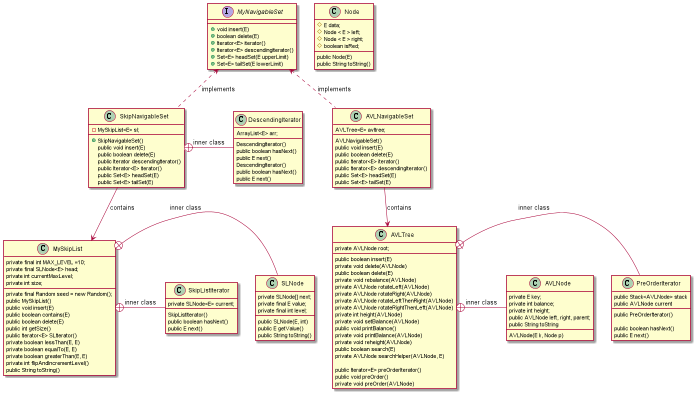 I MyNavigableSet
void insert(E)
boolean delete(E)
Iterator<E> iterator()
Iterator<E> descendingIterator()
Set<E> headSet(E upperLimit)
Set<E> tailSet(E lowerLimit)
C Node
E data;
Node < E > left;
Node < E > right;
boolean isRed;
public Node(E)
public String toString()
implements
implements
C SkipNavigableSet
MySkipList<E> sl;
SkipNavigableSet()
public void insert(E)
public boolean delete(E)
public Iterator descendingIterator()
public Iterator<E> iterator()
public Set<E> headSet(E)
public Set<E> tailSet(E)
inner class
C DescendingIterator
ArrayList<E> arr;
DescendingIterator()
public boolean hasNext()
public E next()
DescendingIterator()
public boolean hasNext()
public E next()
C AVLNavigableSet
AVLTree<E> avltree;
AVLNavigableSet()
public void insert(E)
public boolean delete(E)
public Iterator<E> iterator()
public Iterator<E> descendingIterator()
public Set<E> headSet(E)
public Set<E> tailSet(E)
contains
inner class
contains
inner class
C MySkipList
private final int MAX_LEVEL =10;
private final SLNode<E> head;
private int currentMaxLevel;
private int size;
private final Random seed = new Random();
public MySkipList()
public void insert(E)
public boolean contains(E)
public boolean delete(E)
public int getSize()
public Iterator<E> SLIterator()
private boolean lessThan(E, E)
private boolean equalTo(E, E)
private boolean greaterThan(E, E)
private int flipAndIncrementLevel()
public String toString()
inner class
C SkipListIterator
private SLNode<E> current;
SkipListIterator()
public boolean hasNext()
public E next()
C SLNode
private SLNode[] next;
private final E value;
private final int level;
public SLNode(E, int)
public E getValue()
public String toString()
C AVLTree
private AVLNode root;
public boolean insert(E)
private void delete(AVLNode)
public boolean delete(E)
private void rebalance(AVLNode)
private AVLNode rotateLeft(AVLNode)
private AVLNode rotateRight(AVLNode)
private AVLNode rotateLeftThenRight(AVLNode)
private AVLNode rotateRightThenLeft(AVLNode)
private int height(AVLNode)
private void setBalance(AVLNode)
public void printBalance()
private void printBalance(AVLNode)
private void reheight(AVLNode)
public boolean search(E)
private AVLNode searchHelper(AVLNode, E)
public Iterator<E> preOrderIterator()
public void preOrder()
private void preOrder(AVLNode)
inner class
C AVLNode
private E key;
private int balance;
private int height;
public AVLNode left, right, parent;
public String toString
AVLNode(E k, Node p)
C PreOrderIterator
public Stack<AVLNode> stack
public AVLNode current
public PreOrderIterator()
public boolean hasNext()
public E next()